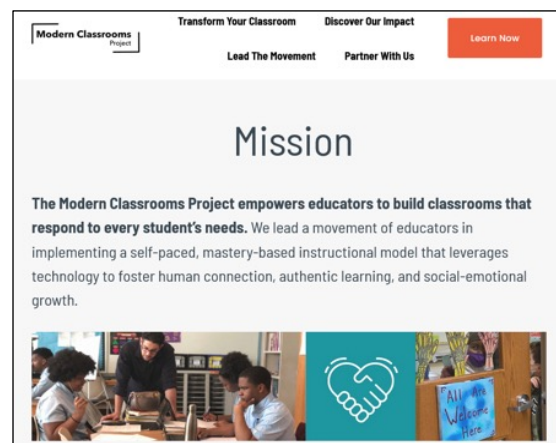 Modern Classrooms
Project
Transform Your Classroom
Discover Our Impact
Lead The Movement
Partner With Us
Learn Now
Mission
The Modern Classrooms Project empowers educators to build classrooms that
respond to every student's needs. We lead a movement of educators in
implementing a self-paced, mastery-based instructional model that leverages
technology to foster human connection, authentic learning, and social-emotional
growth.
All Are
Welcome
Here